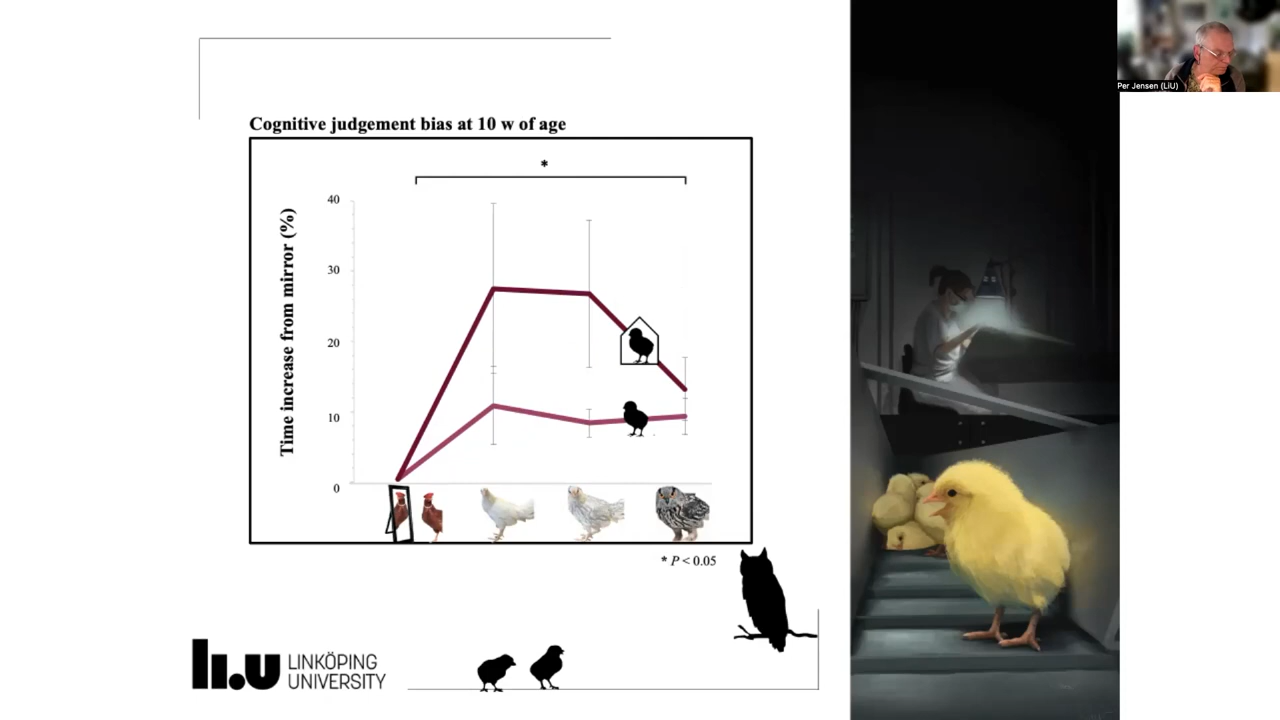 Per Jensen (LiU)
Cognitive judgement bias at 10 w of age
*
Time increase from mirror (%)
40
30
20
10
0
* P < 0.05
li.u LINKÖPING
UNIVERSITY